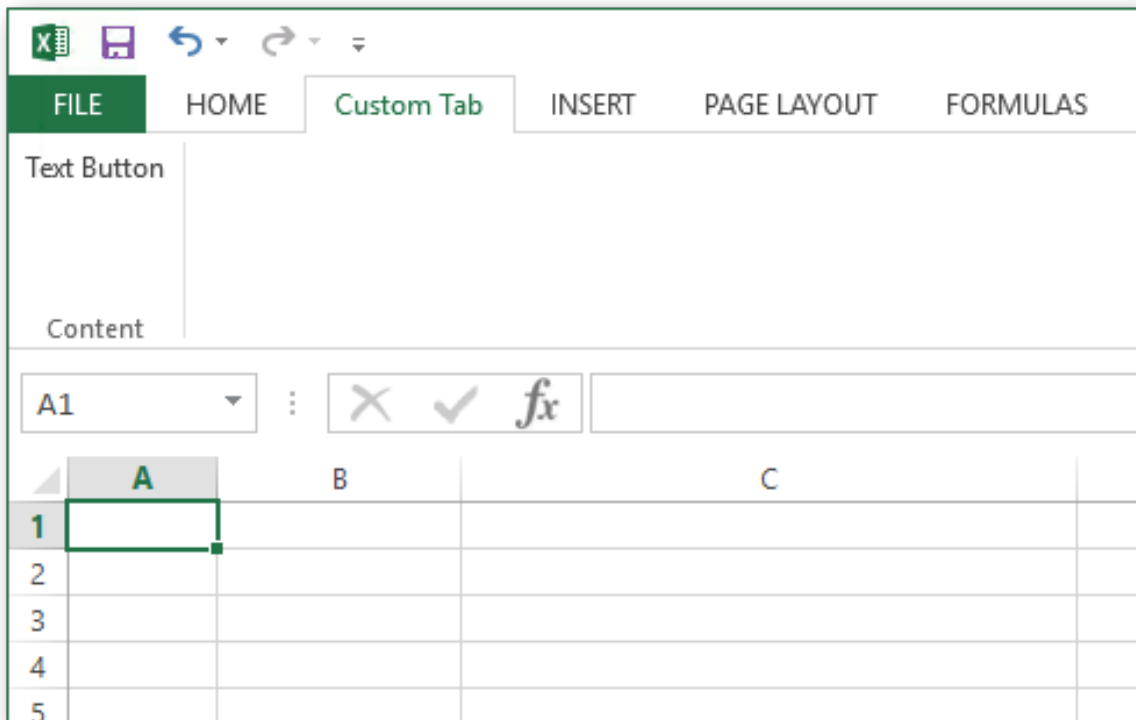 FILE HOME Custom Tab INSERT PAGE LAYOUT FORMULAS
Text Button
Content
A1 fx
A B C
1
2
3
4
5